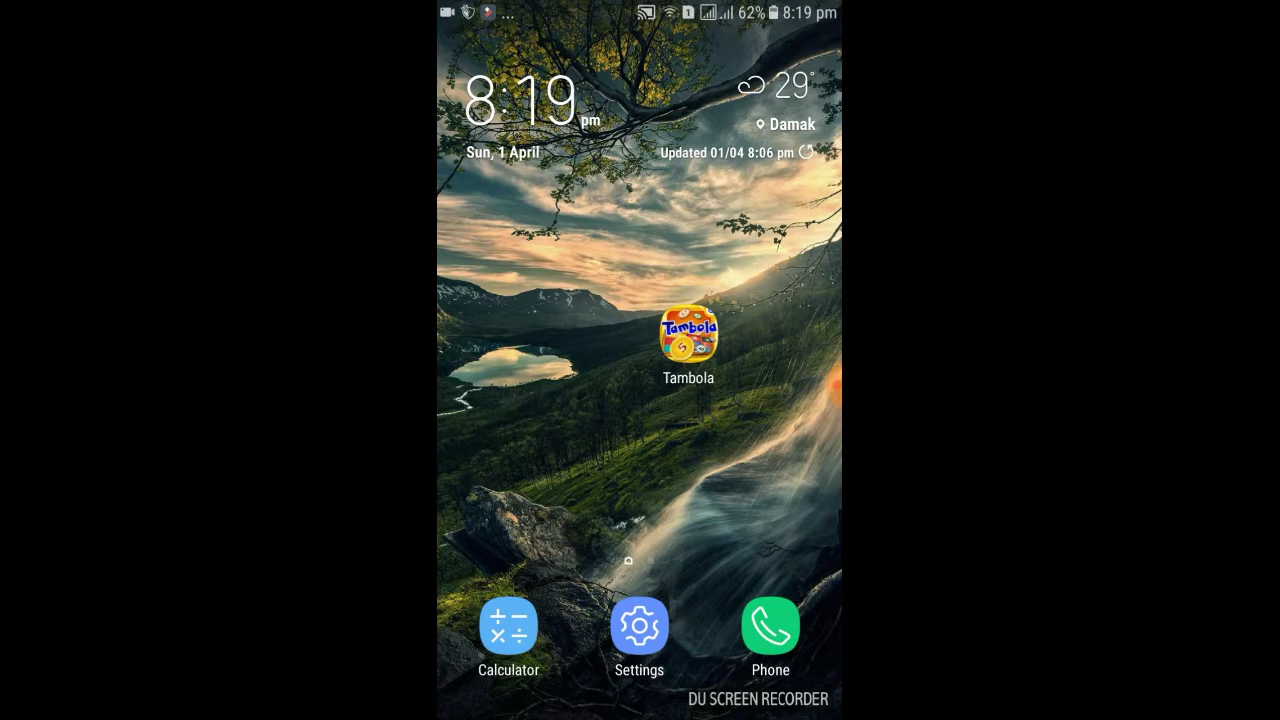 ... 1 62% 8:19 pm
8:19 pm
29°
Damak
Sun, 1 April
Updated 01/04 8:06 pm
Tambola
Tambola
Calculator
Settings
Phone
DU SCREEN RECORDER